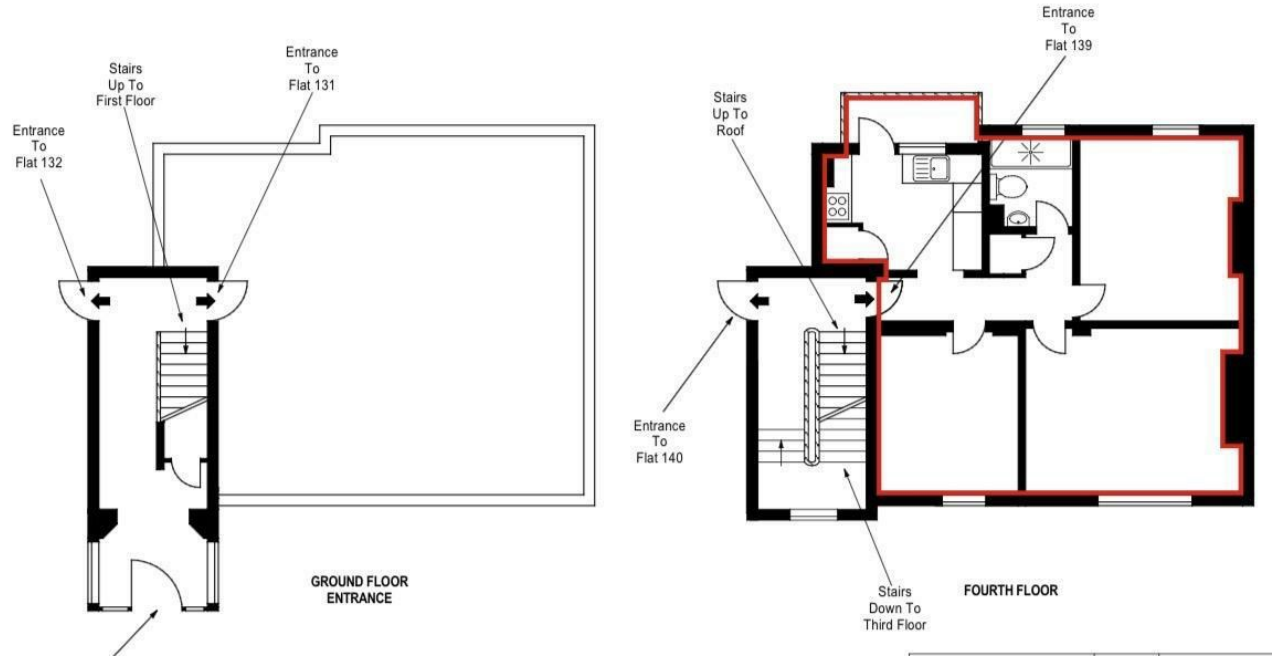 Entrance
To
Flat 132
Stairs
Up To
First Floor
Entrance
To
Flat 131
GROUND FLOOR
ENTRANCE
Stairs
Up To
Roof
Entrance
To
Flat 139
Entrance
To
Flat 140
Stairs
Down To
Third Floor
FOURTH FLOOR